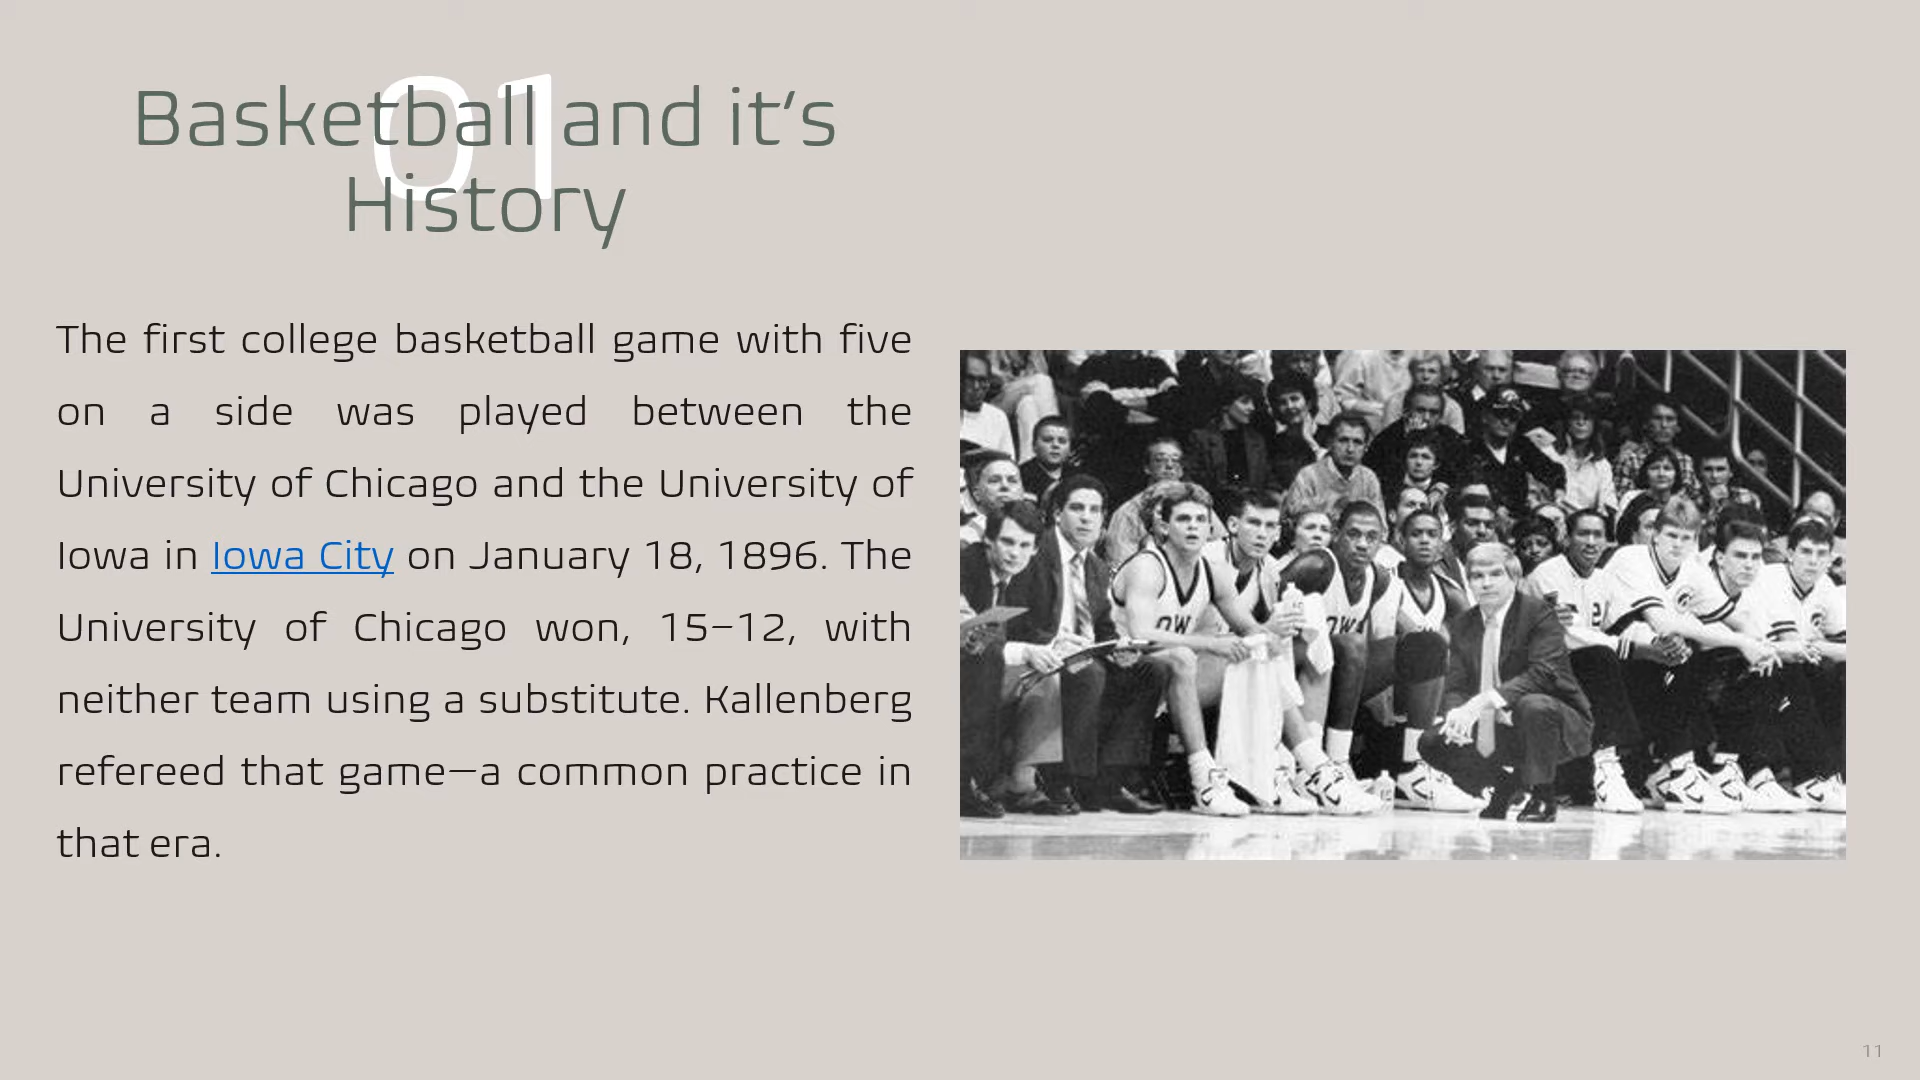 01
Basketball and it's
History
The first college basketball game with five
on a side was played between the
University of Chicago and the University of
Iowa in Iowa City on January 18, 1896. The
University of Chicago won, 15–12, with
neither team using a substitute. Kallenberg
refereed that game—a common practice in
that era.
11